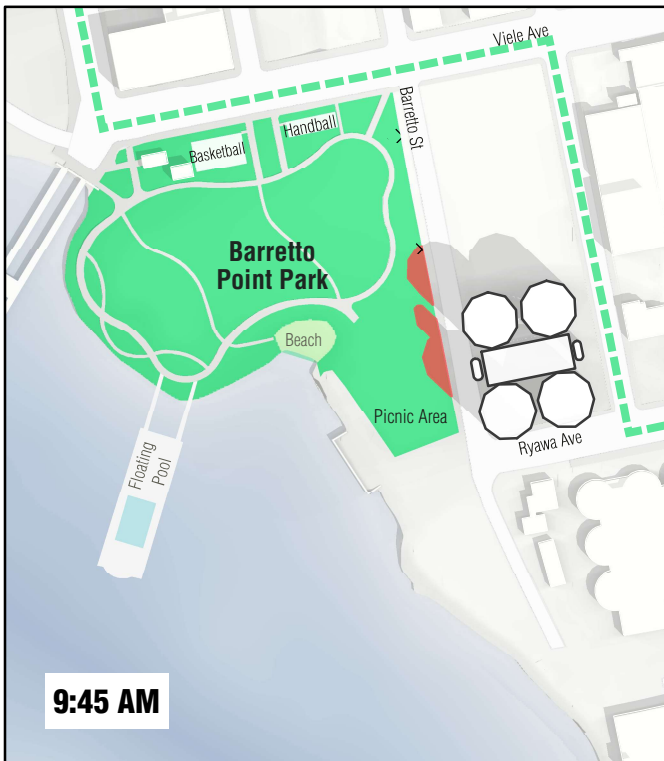 Viele Ave
Barretto St
Handball
Basketball
Barretto
Point Park
Beach
Picnic Area
Ryawa Ave
Floating
Pool
9:45 AM